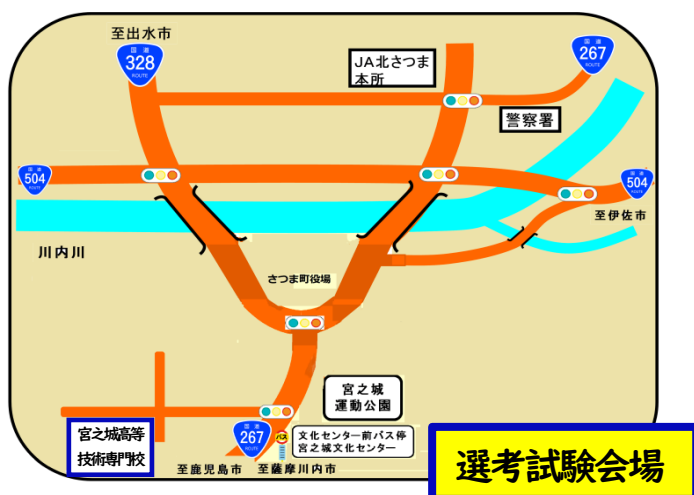 至出水市
国道
328
ROUTE
JA北さつま
本所
国道
267
ROUTE
警察署
国道
504
ROUTE
国道
504
ROUTE
至伊佐市
川内川
さつま町役場
宮之城
運動公園
宮之城高等
技術専門校
国道
267
ROUTE
バス
文化センター前バス停
宮之城文化センター
至鹿児島市
至薩摩川内市
選考試験会場